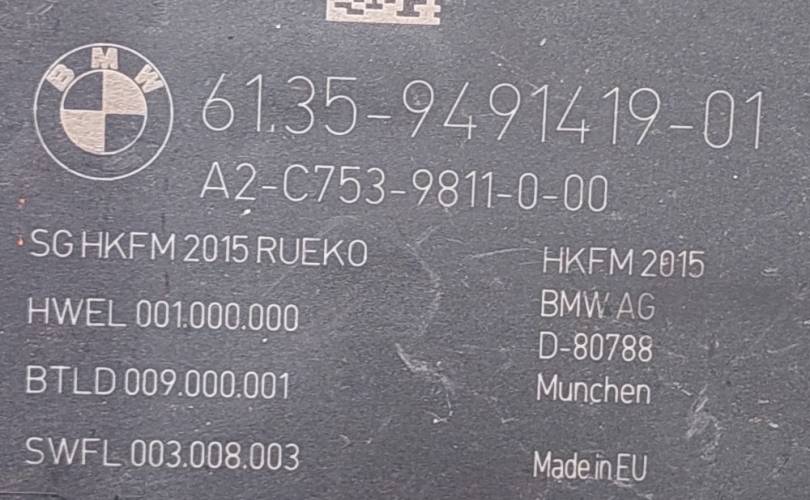 BMW
61.35-9491419-01
A2-C753-9811-0-00
SG HKFM 2015 RUEKO
HWEL 001.000.000
BTLD 009.000.001
SWFL 003.008.003
HKFM 2015
BMW AG
D-80788
Munchen
Made in EU